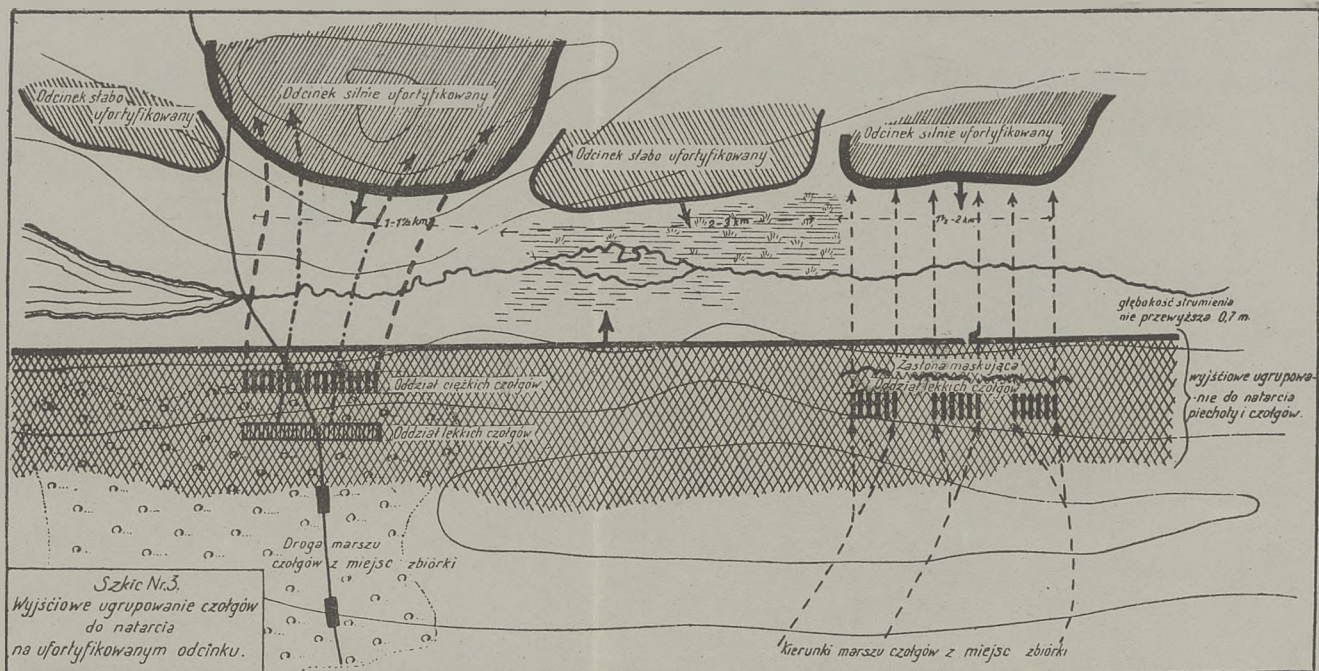 Odcinek słabo
ufortyfikowany
Odcinek silnie ufortyfikowany
Odcinek słabo ufortyfikowany
Odcinek silnie ufortyfikowany
1-1½ km
2-3 km
1½-2 km
głębokość strumienia
nie przewyższa 0,7 m.
Oddział ciężkich czołgów
Oddział lekkich czołgów
Zasłona maskująca
Oddział lekkich czołgów
wyjściowe ugrupowa-
-nie do natarcia
piechoty i czołgów.
Droga marszu
czołgów z miejsc zbiórki
Kierunki marszu czołgów z miejsc zbiórki
Szkic Nr.3.
Wyjściowe ugrupowanie czołgów
do natarcia
na ufortyfikowanym odcinku.